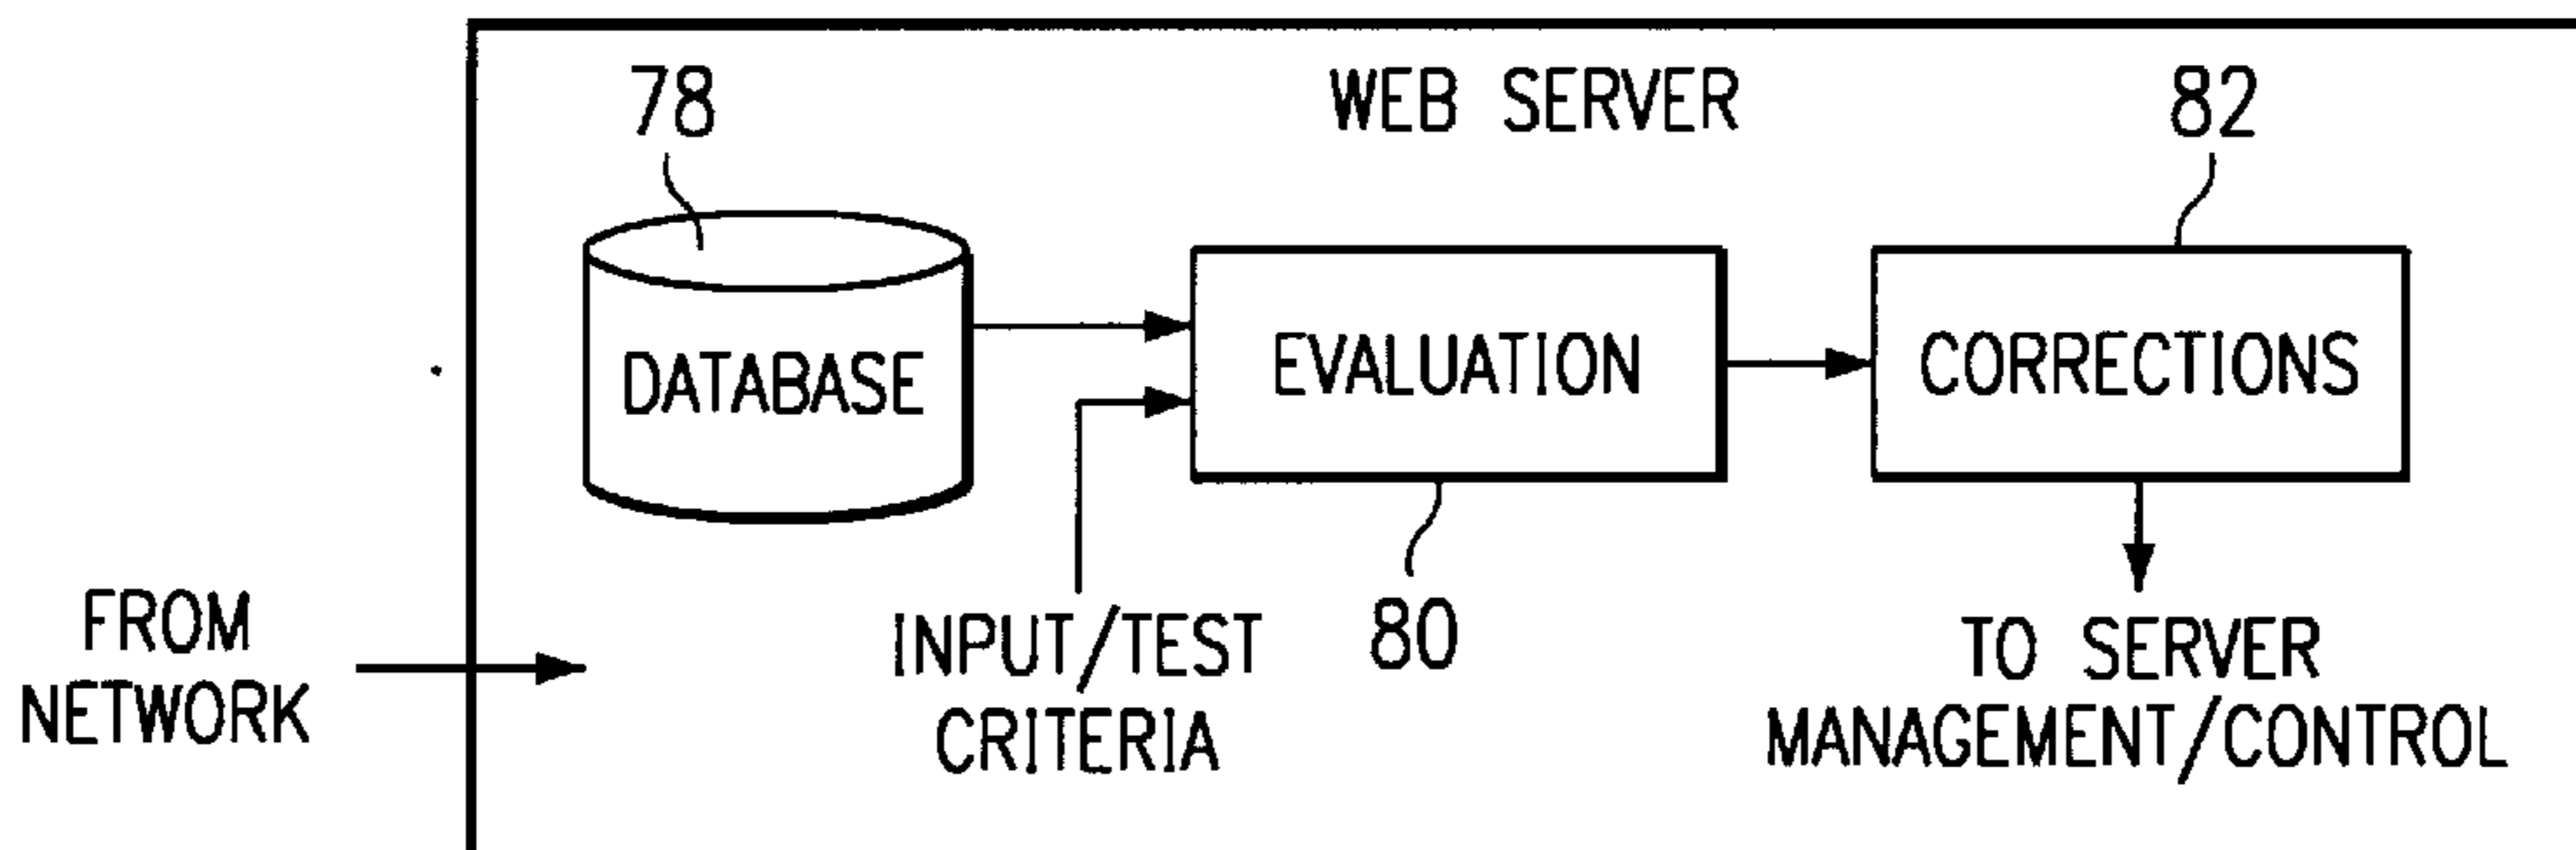 WEB SERVER
78
82
DATABASE
EVALUATION
CORRECTIONS
80
FROM
NETWORK
INPUT/TEST
CRITERIA
TO SERVER
MANAGEMENT/CONTROL